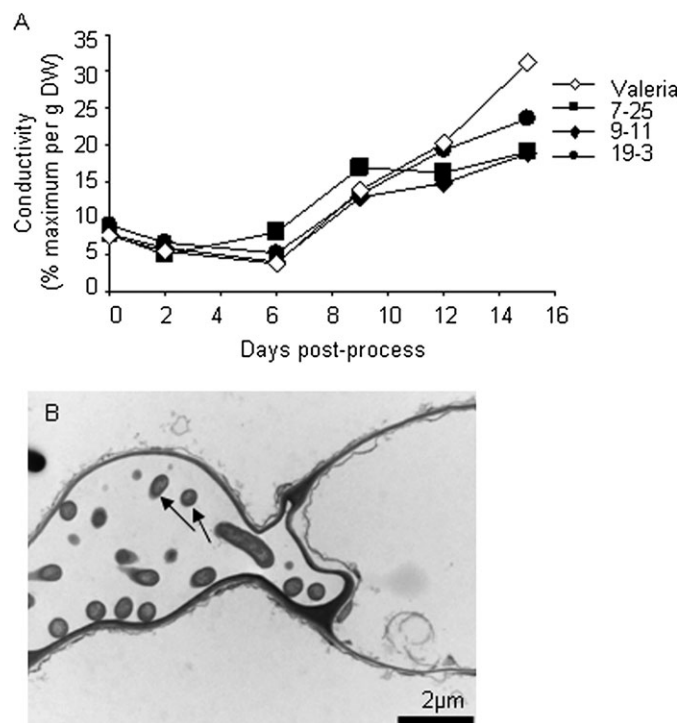 A
Conductivity
(% maximum per g DW)
35
30
25
20
15
10
5
0
0 2 4 6 8 10 12 14 16
Days post-process
Valeria
7-25
9-11
19-3
B
2µm